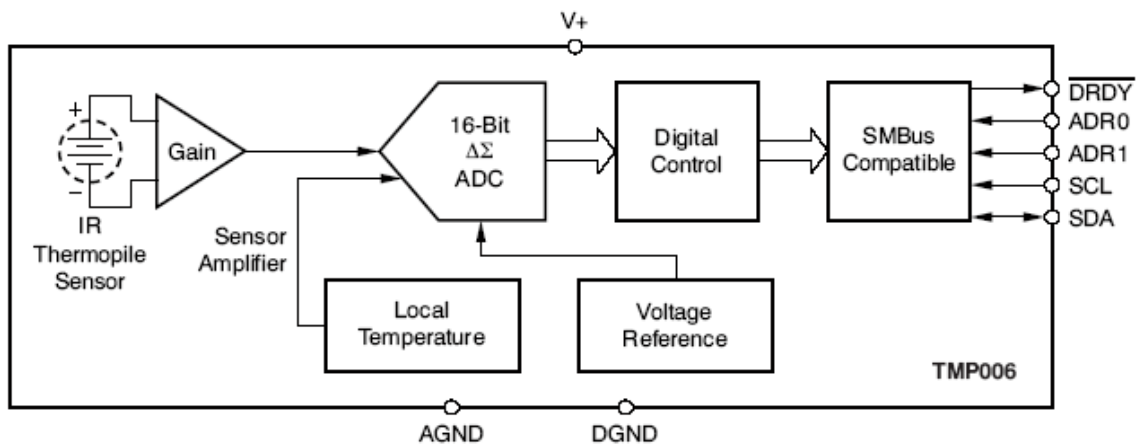 V+
+
−
IR
Thermopile
Sensor
Gain
Sensor
Amplifier
16-Bit
ΔΣ
ADC
Local
Temperature
Voltage
Reference
Digital
Control
SMBus
Compatible
DRDY
ADR0
ADR1
SCL
SDA
TMP006
AGND
DGND